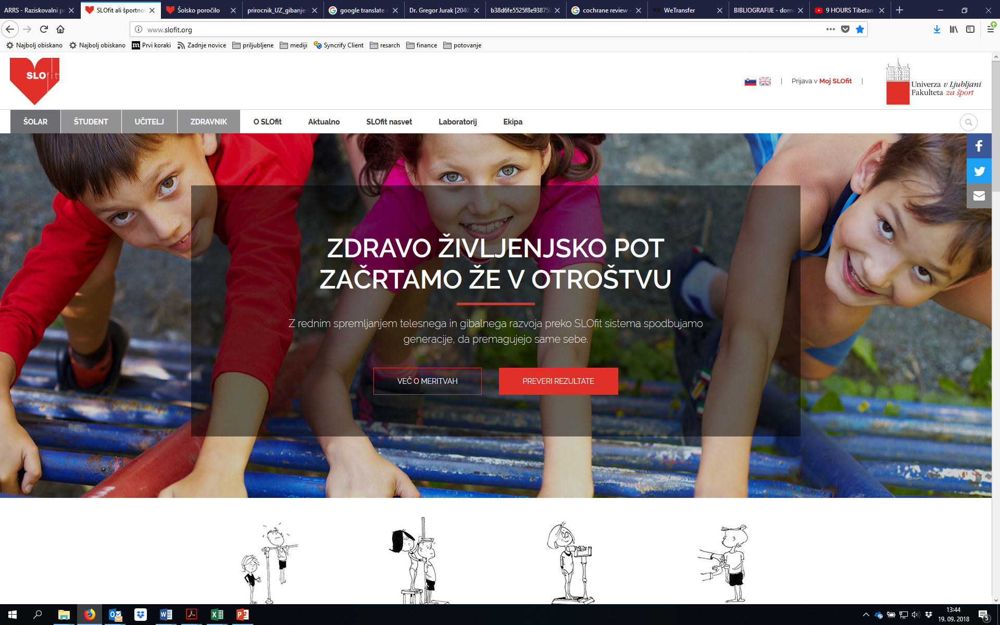 ARRS - Raziskovalni pr
SLOfit ali športnov
Šolsko poročilo
prirocnik_UZ_gibanje-
google translate -
Dr. Gregor Jurak [2040
b38d6fe5525f8e938750
cochrane review -
WeTransfer
BIBLIOGRAFIJE - dom
9 HOURS Tibetan
www.slofit.org
Najbolj obiskano
Najbolj obiskano
Prvi koraki
Zadnje novice
priljubljene
mediji
Syncrify Client
resarch
finance
potovanje
SLOfit
Prijava v Moj SLOfit
Univerza v Ljubljani
Fakulteta za šport
ŠOLAR
ŠTUDENT
UČITELJ
ZDRAVNIK
O SLOfit
Aktualno
SLOfit nasvet
Laboratorij
Ekipa
ZDRAVO ŽIVLJENJSKO POT
ZAČRTAMO ŽE V OTROŠTVU
Z rednim spremljanjem telesnega in gibalnega razvoja preko SLOfit sistema spodbujamo
generacije, da premagujejo same sebe.
VEČ O MERITVAH
PREVERI REZULTATE
13:44
19. 09. 2018
5